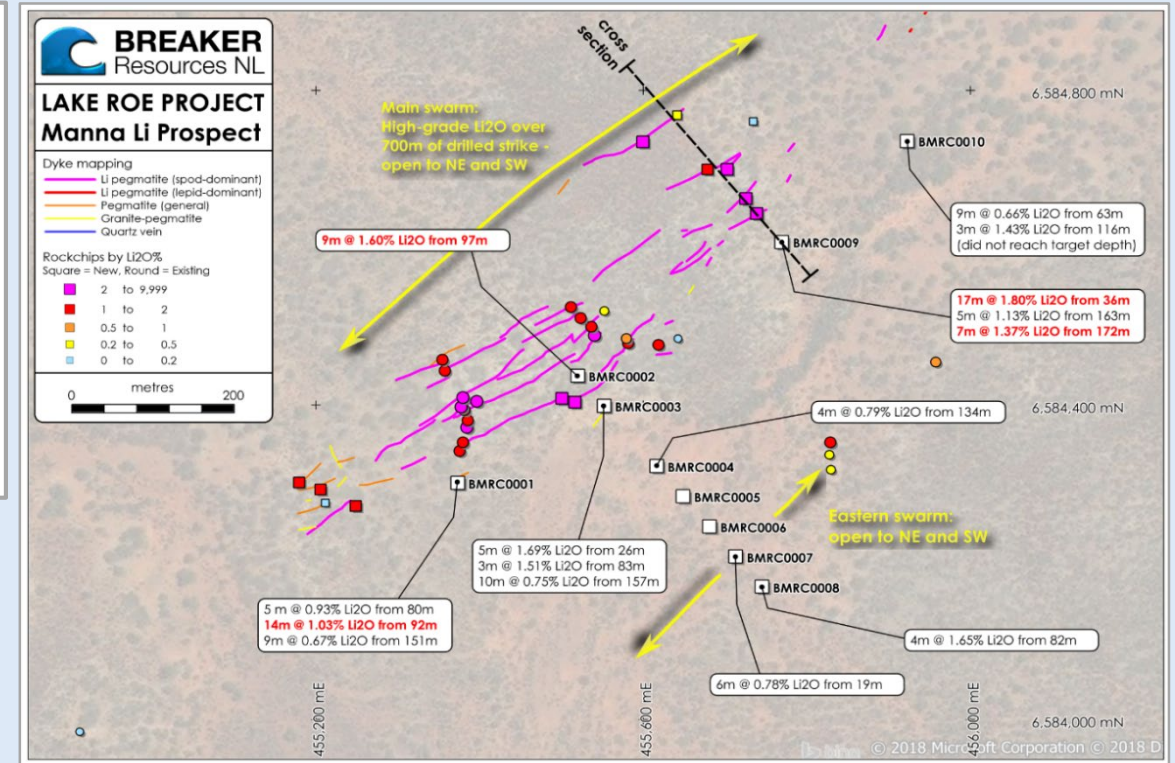 BREAKER
Resources NL
LAKE ROE PROJECT
Manna Li Prospect
Dyke mapping
Li pegmatite (spod-dominant)
Li pegmatite (lepid-dominant)
Pegmatite (general)
Granite-pegmatite
Quartz vein
Rockchips by Li2O%
Square = New, Round = Existing
2 to 9,999
1 to 2
0.5 to 1
0.2 to 0.5
0 to 0.2
metres
0 200
cross
section
Main swarm:
High-grade Li2O over
700m of drilled strike -
open to NE and SW
6,584,800 mN
BMRC0010
9m @ 0.66% Li2O from 63m
3m @ 1.43% Li2O from 116m
(did not reach target depth)
9m @ 1.60% Li2O from 97m
BMRC0009
17m @ 1.80% Li2O from 36m
5m @ 1.13% Li2O from 163m
7m @ 1.37% Li2O from 172m
BMRC0002
BMRC0003
6,584,400 mN
4m @ 0.79% Li2O from 134m
BMRC0004
BMRC0001
BMRC0005
BMRC0006
Eastern swarm:
open to NE and SW
BMRC0007
BMRC0008
5m @ 1.69% Li2O from 26m
3m @ 1.51% Li2O from 83m
10m @ 0.75% Li2O from 157m
5 m @ 0.93% Li2O from 80m
14m @ 1.03% Li2O from 92m
9m @ 0.67% Li2O from 151m
4m @ 1.65% Li2O from 82m
6m @ 0.78% Li2O from 19m
455,200 mE
455,600 mE
456,000 mE
6,584,000 mN
© 2018 Microsoft Corporation © 2018 D